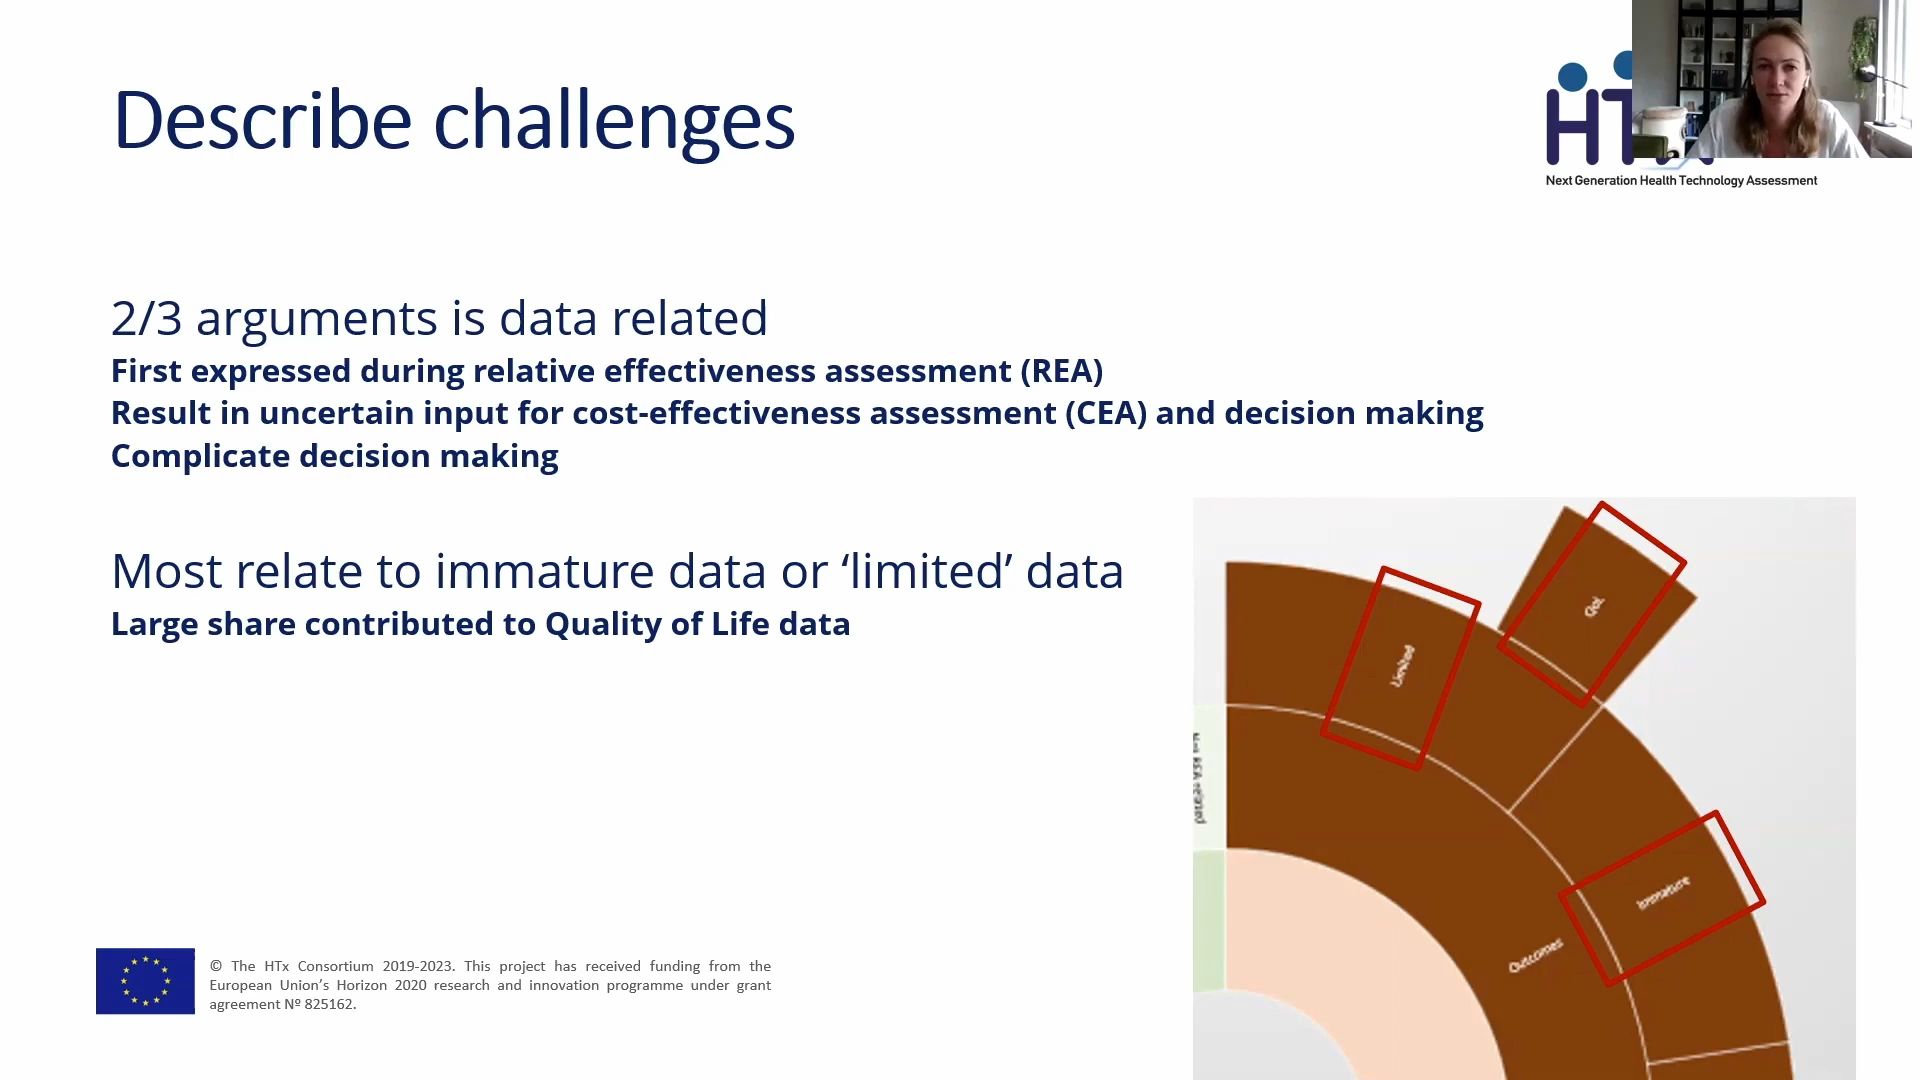 Describe challenges
HT
Next Generation Health Technology Assessment
2/3 arguments is data related
First expressed during relative effectiveness assessment (REA)
Result in uncertain input for cost-effectiveness assessment (CEA) and decision making
Complicate decision making
Most relate to immature data or ‘limited’ data
Large share contributed to Quality of Life data
QoL
Limited
Immature
Outcomes
© The HTx Consortium 2019-2023. This project has received funding from the
European Union’s Horizon 2020 research and innovation programme under grant
agreement Nº 825162.